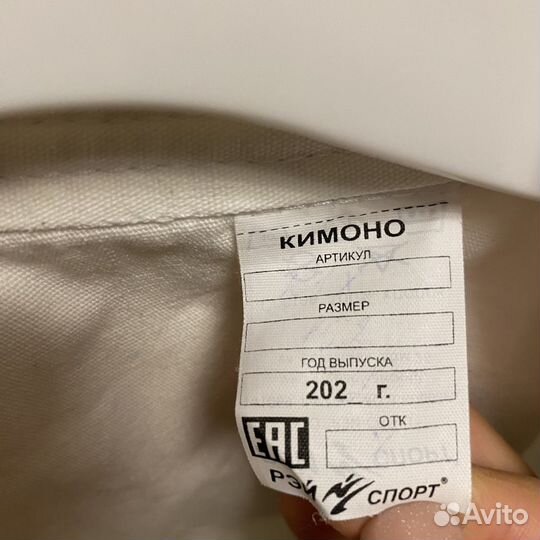 КИМОНО
АРТИКУЛ
РАЗМЕР
ГОД ВЫПУСКА
202_ г.
ОТК
EAC
РЭЙ СПОРТ®
Avito